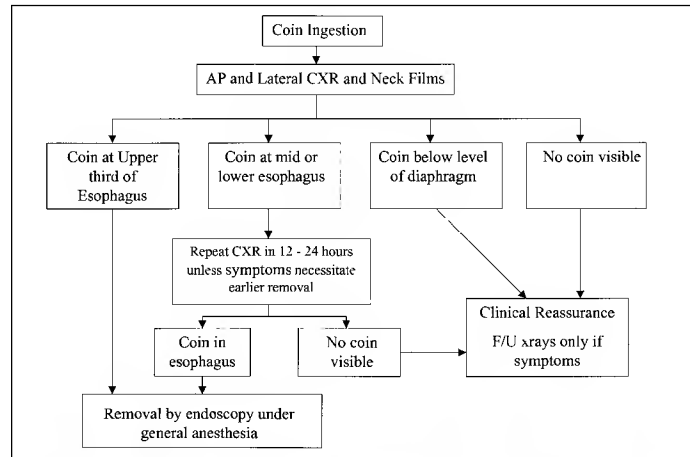 Coin Ingestion
AP and Lateral CXR and Neck Films
Coin at Upper
third of
Esophagus
Coin at mid or
lower esophagus
Coin below level
of diaphragm
No coin visible
Repeat CXR in 12 - 24 hours
unless symptoms necessitate
earlier removal
Clinical Reassurance
F/U xrays only if
symptoms
Coin in
esophagus
No coin
visible
Removal by endoscopy under
general anesthesia